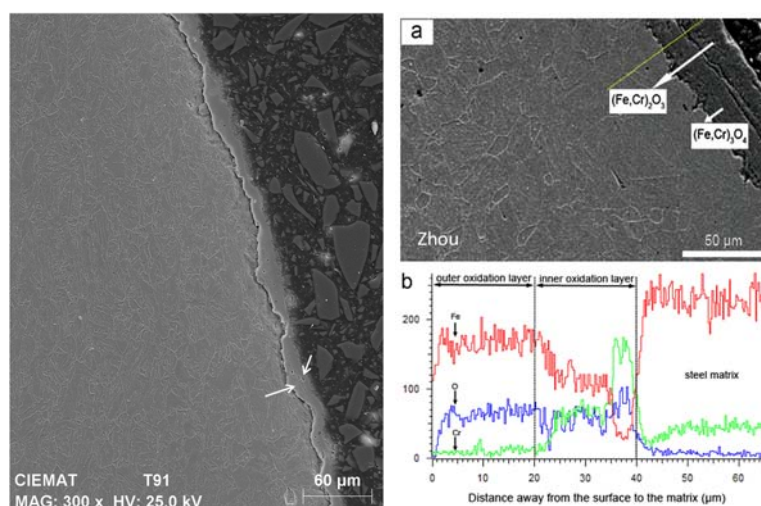 CIEMAT T91
MAG: 300 x HV: 25.0 kV
60 µm
a
(Fe,Cr)₂O₃
(Fe,Cr)₃O₄
Zhou
50 µm
b
outer oxidation layer
inner oxidation layer
Fe
O
Cr
steel matrix
200
100
0
0 10 20 30 40 50 60
Distance away from the surface to the matrix (µm)